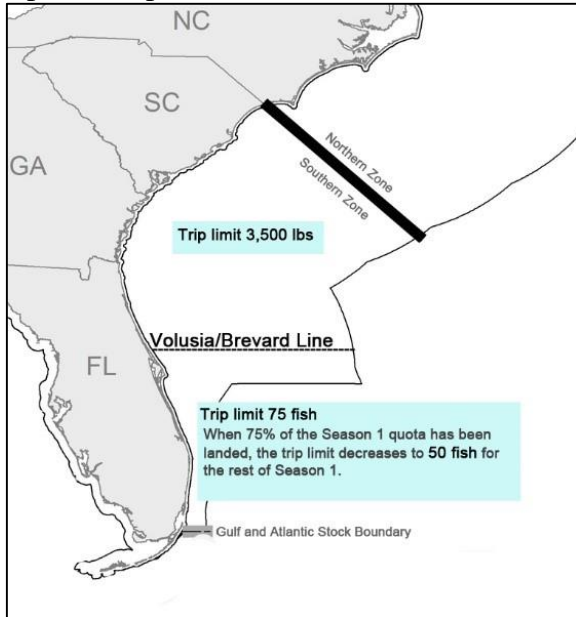 NC
SC
GA
Northern Zone
Southern Zone
Trip limit 3,500 lbs
Volusia/Brevard Line
FL
Trip limit 75 fish
When 75% of the Season 1 quota has been
landed, the trip limit decreases to 50 fish for
the rest of Season 1.
Gulf and Atlantic Stock Boundary